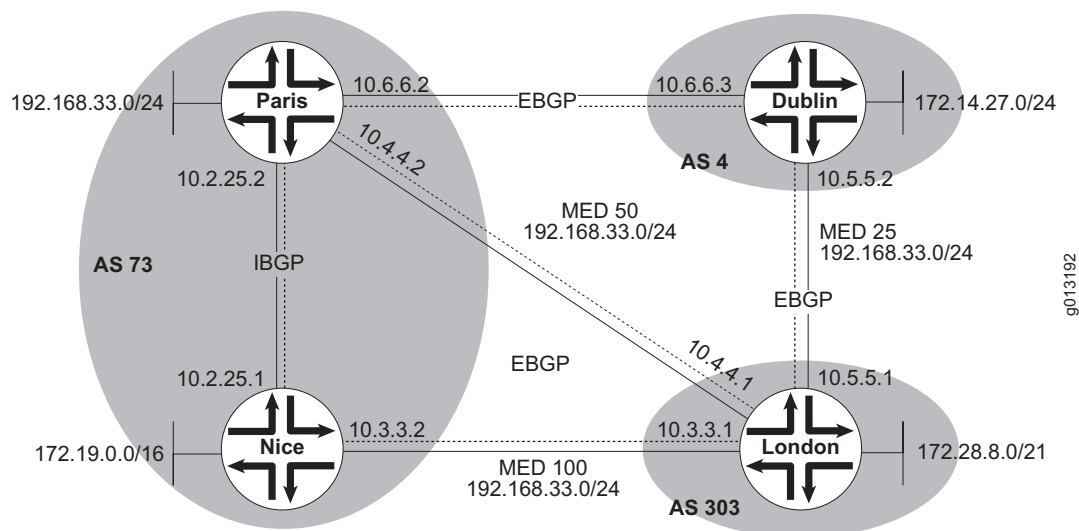 192.168.33.0/24
Paris
10.6.6.2
EBGP
10.6.6.3
Dublin
172.14.27.0/24
10.4.4.2
AS 4
10.2.25.2
10.5.5.2
MED 50
192.168.33.0/24
MED 25
192.168.33.0/24
AS 73
IBGP
g013192
EBGP
EBGP
10.4.4.1
10.2.25.1
10.5.5.1
172.19.0.0/16
Nice
10.3.3.2
10.3.3.1
London
172.28.8.0/21
MED 100
192.168.33.0/24
AS 303